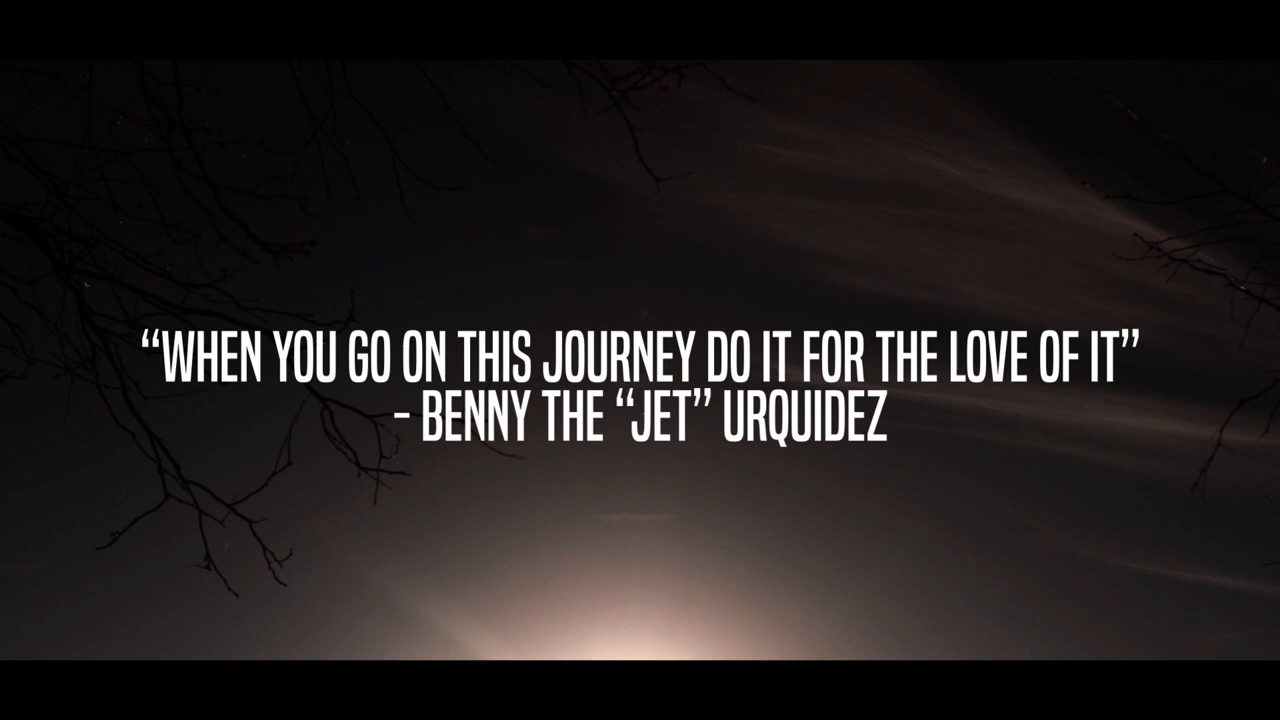 “WHEN YOU GO ON THIS JOURNEY DO IT FOR THE LOVE OF IT”
- BENNY THE “JET” URQUIDEZ